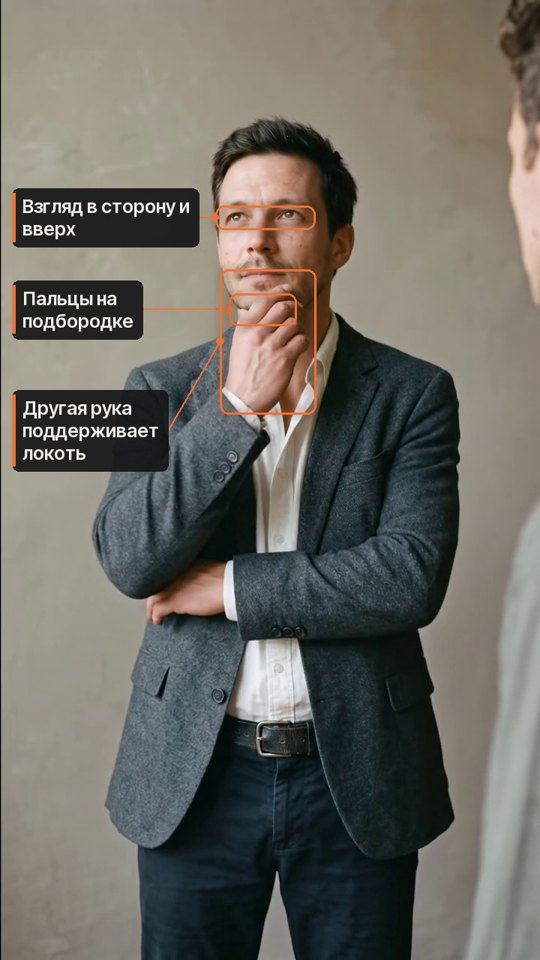 Взгляд в сторону и
вверх
Пальцы на
подбородке
Другая рука
поддерживает
локоть